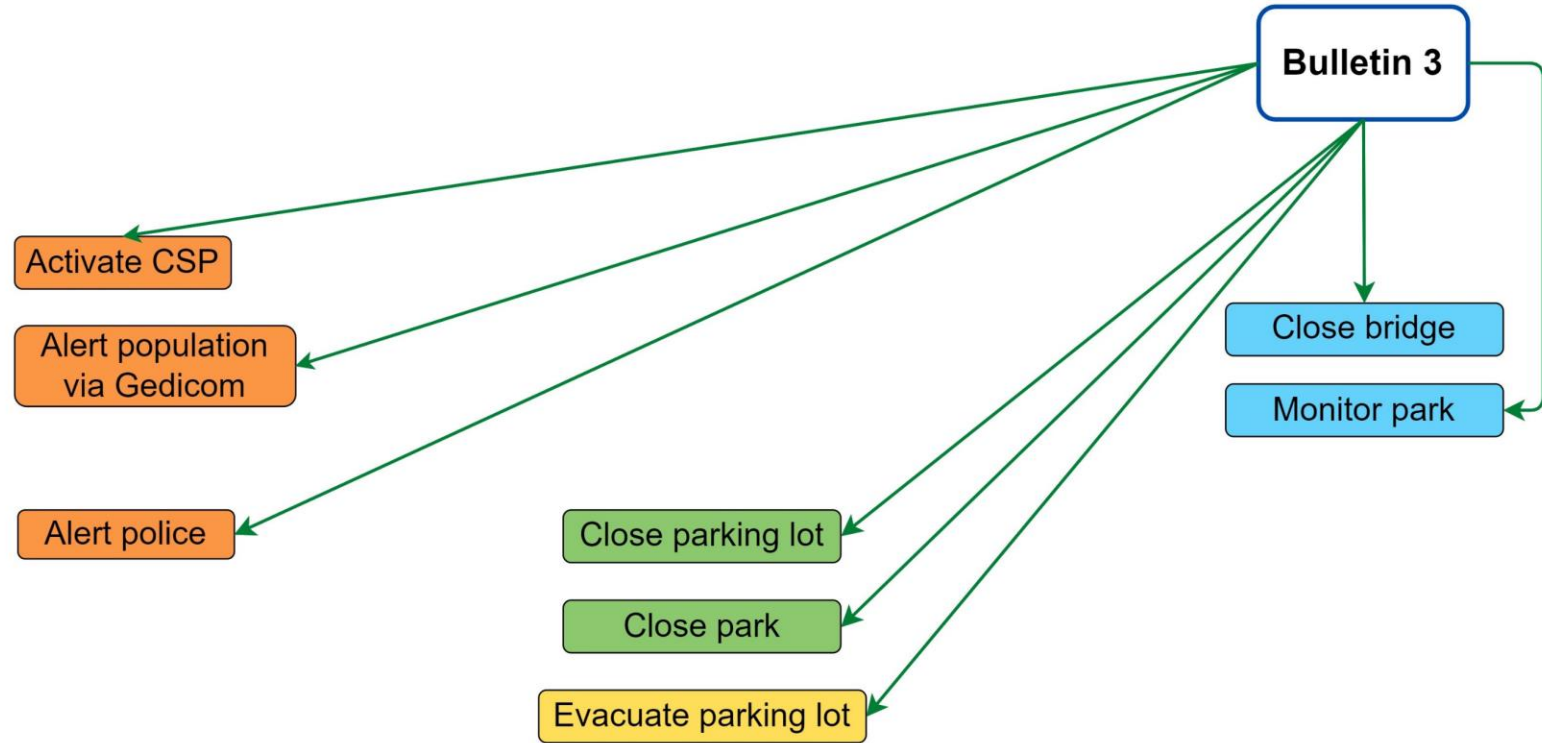 Bulletin 3
Activate CSP
Alert population
via Gedicom
Close bridge
Monitor park
Alert police
Close parking lot
Close park
Evacuate parking lot